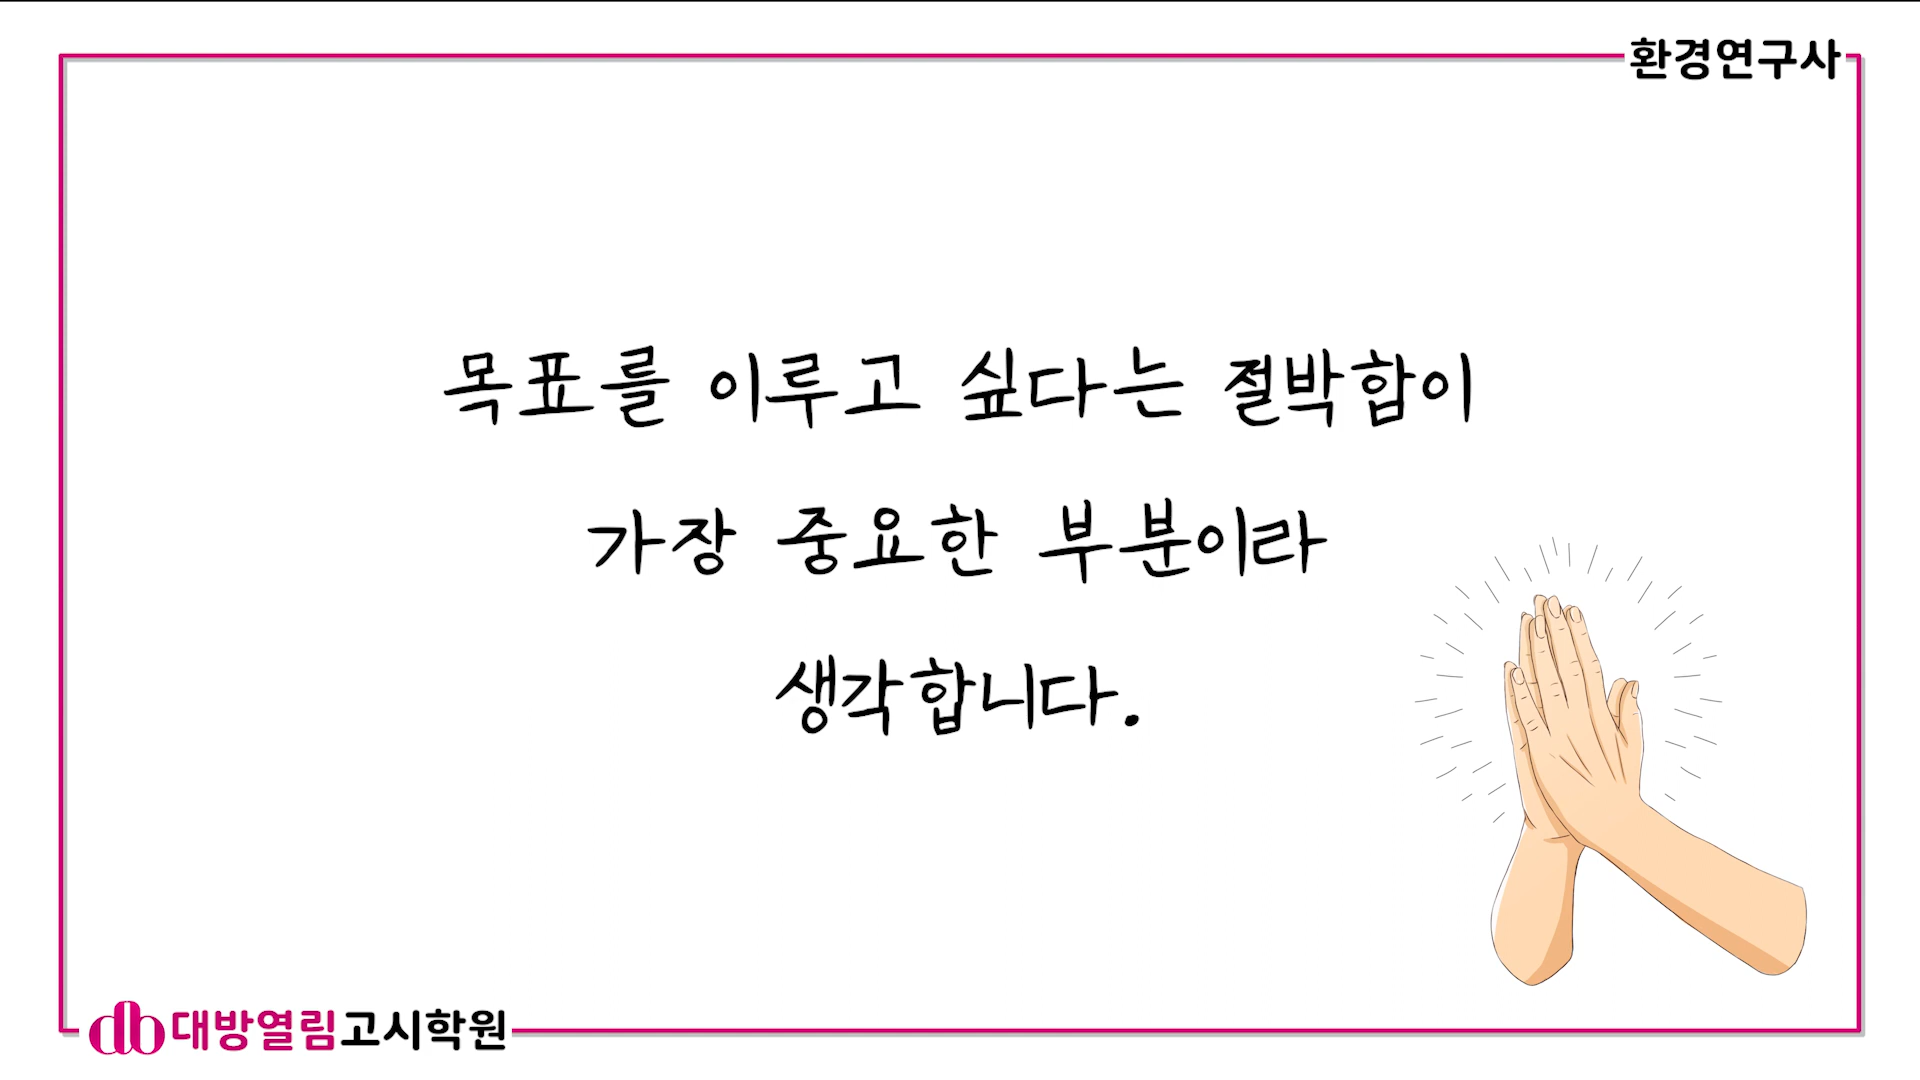 환경연구사
목표를 이루고 싶다는 절박함이
가장 중요한 부분이라
생각합니다.
db 대방열림고시학원